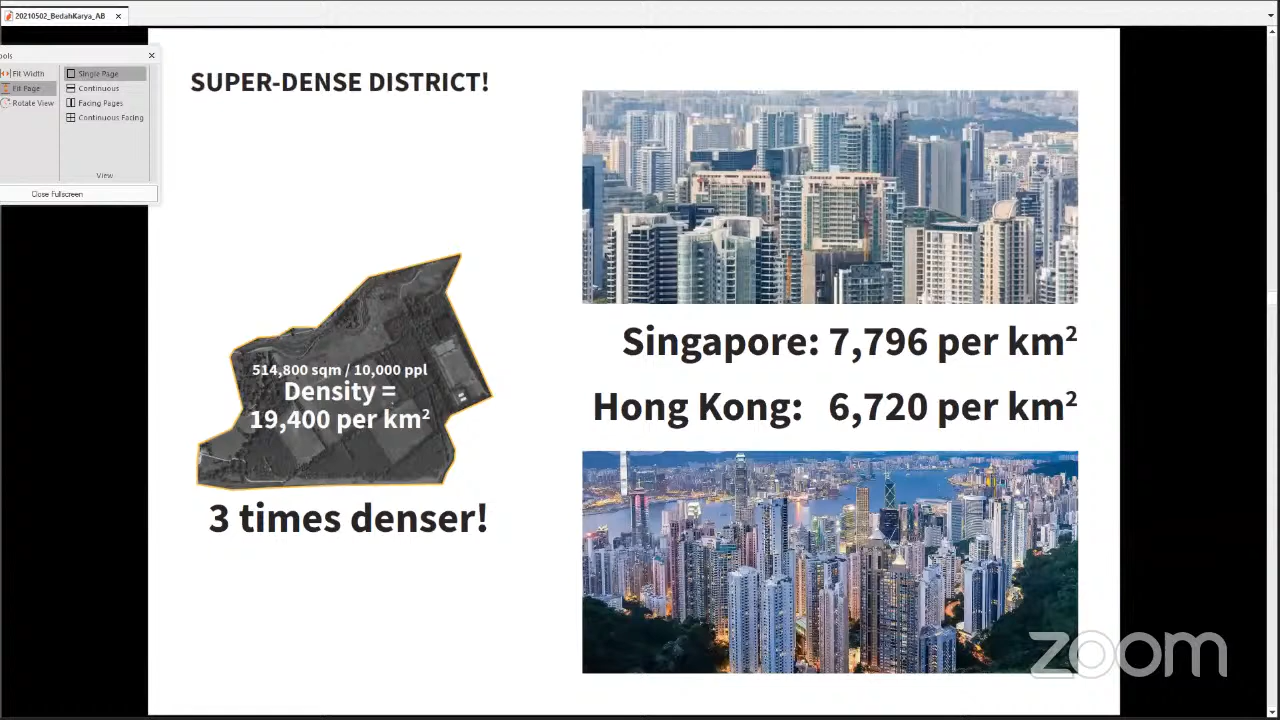 20210502_BedahKarya_AB
ools
Fit Width
Fit Page
Rotate View
Single Page
Continuous
Facing Pages
Continuous Facing
View
Close Fullscreen
SUPER-DENSE DISTRICT!
514,800 sqm / 10,000 ppl
Density =
19,400 per km²
3 times denser!
Singapore: 7,796 per km²
Hong Kong: 6,720 per km²
zoom